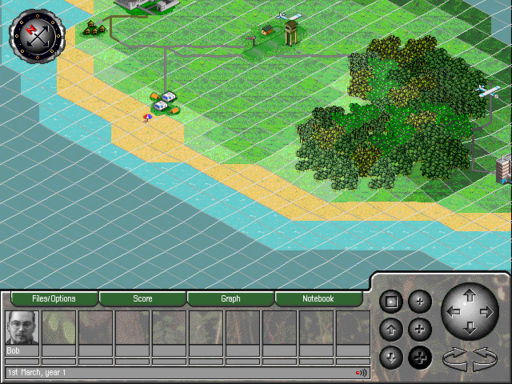 Files/Options
Score
Graph
Notebook
Bob
1st March, year 1